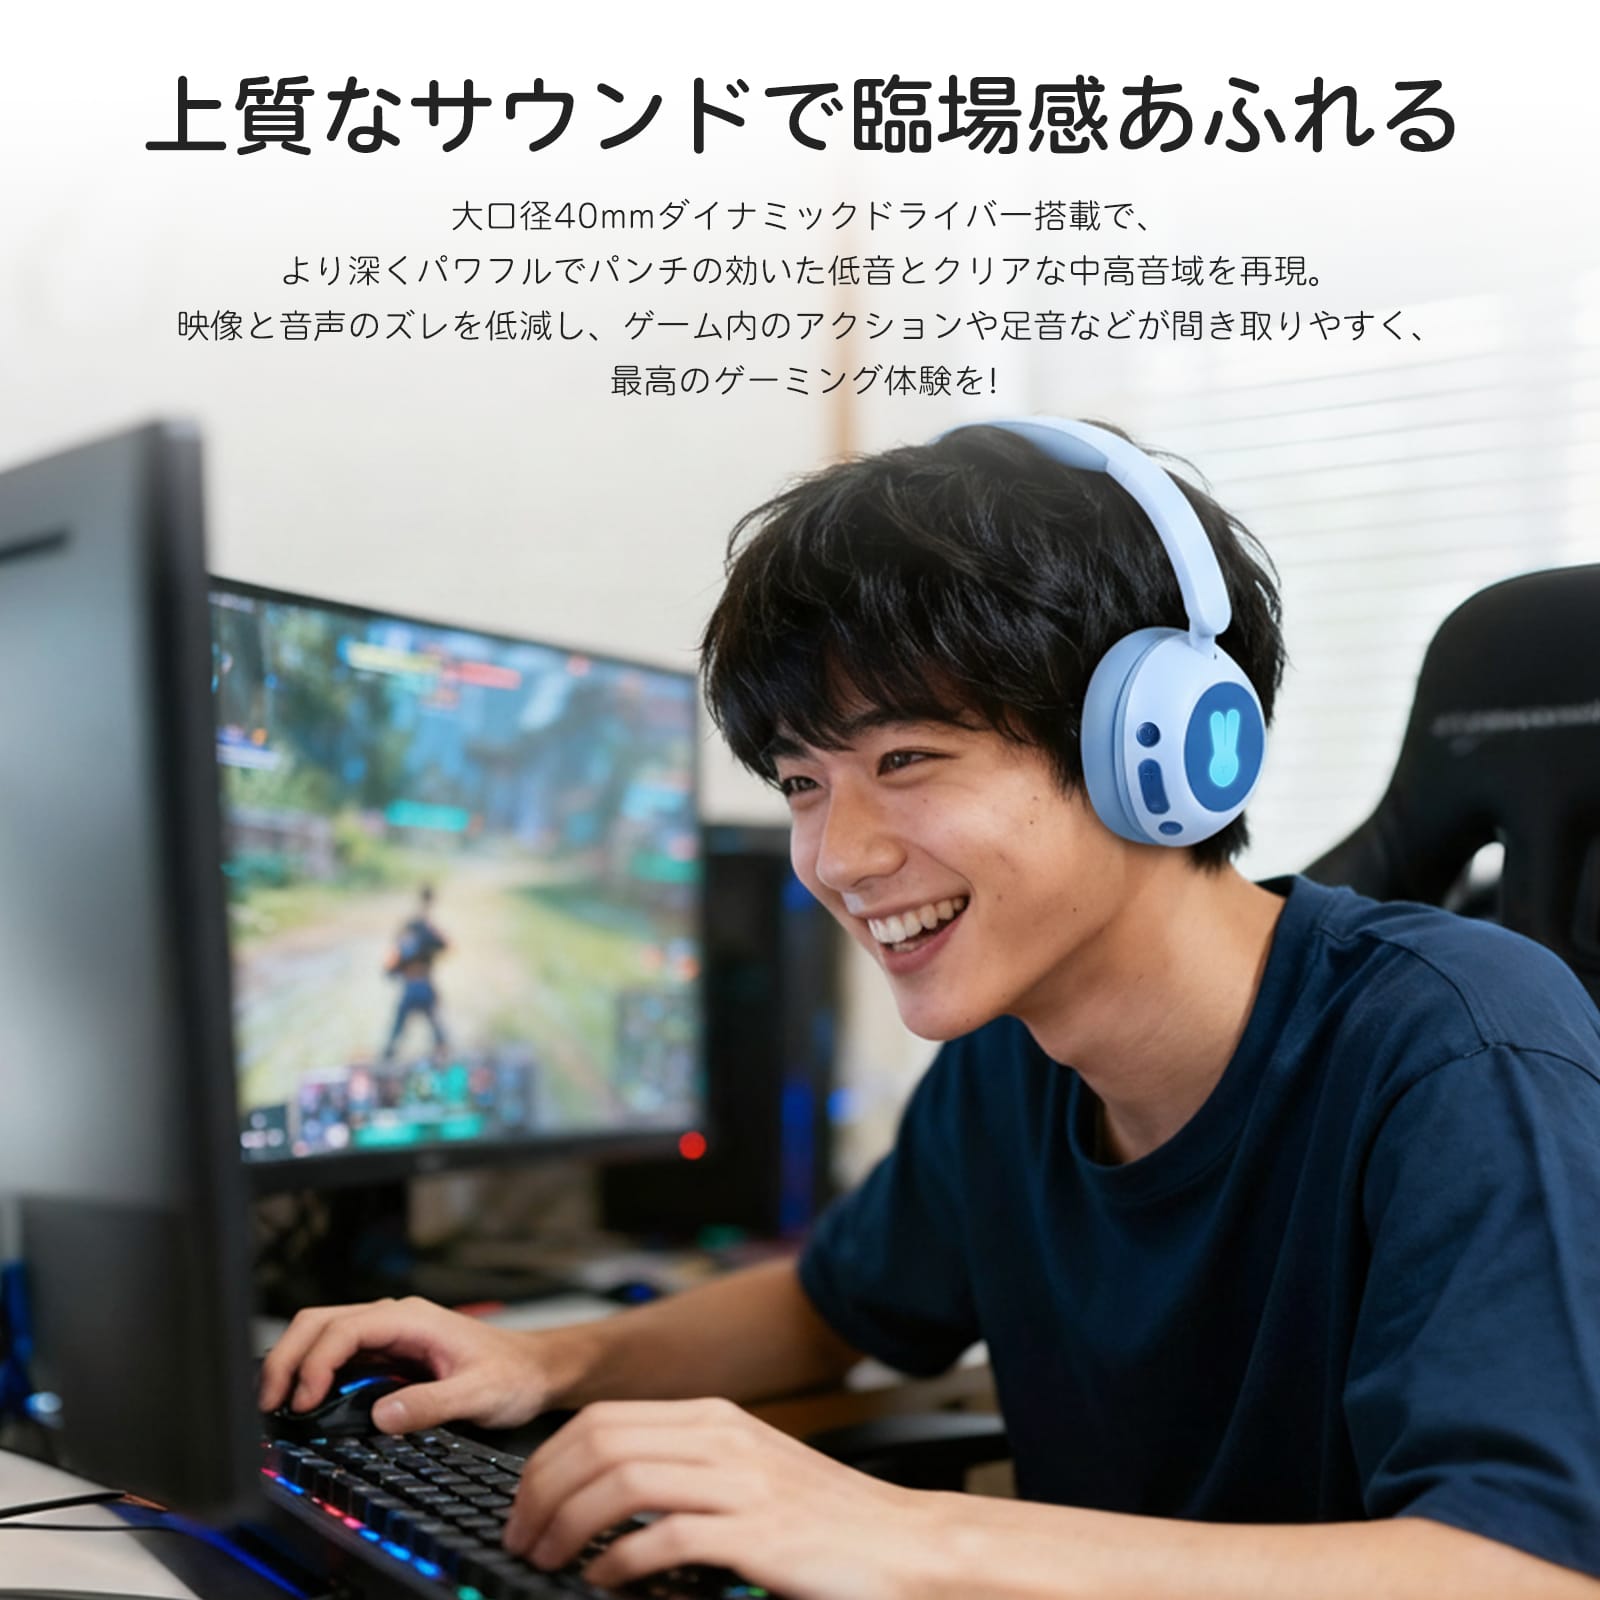 上質なサウンドで臨場感あふれる
大口径40mmダイナミックドライバー搭載で、
より深くパワフルでパンチの効いた低音とクリアな中高音域を再現。
映像と音声のズレを低減し、ゲーム内のアクションや足音などが聞き取りやすく、
最高のゲーミング体験を!